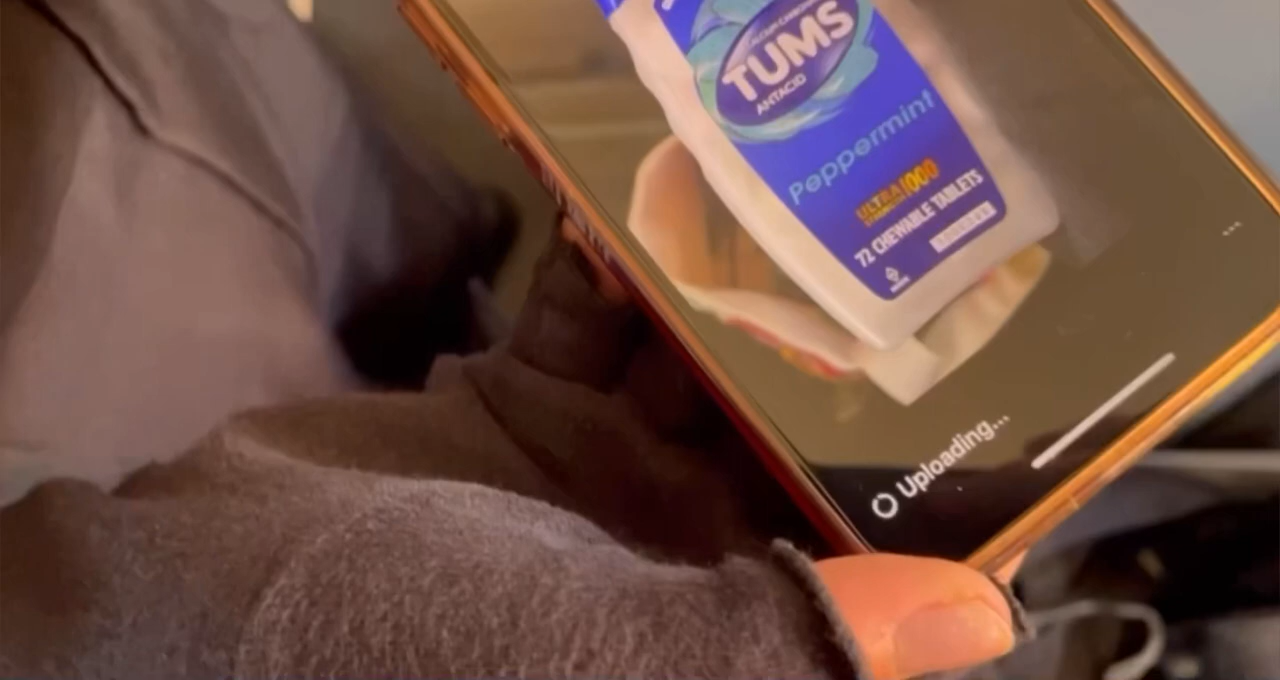 TUMS
ANTACID
Peppermint
ULTRA 1000
72 CHEWABLE TABLETS
Uploading...